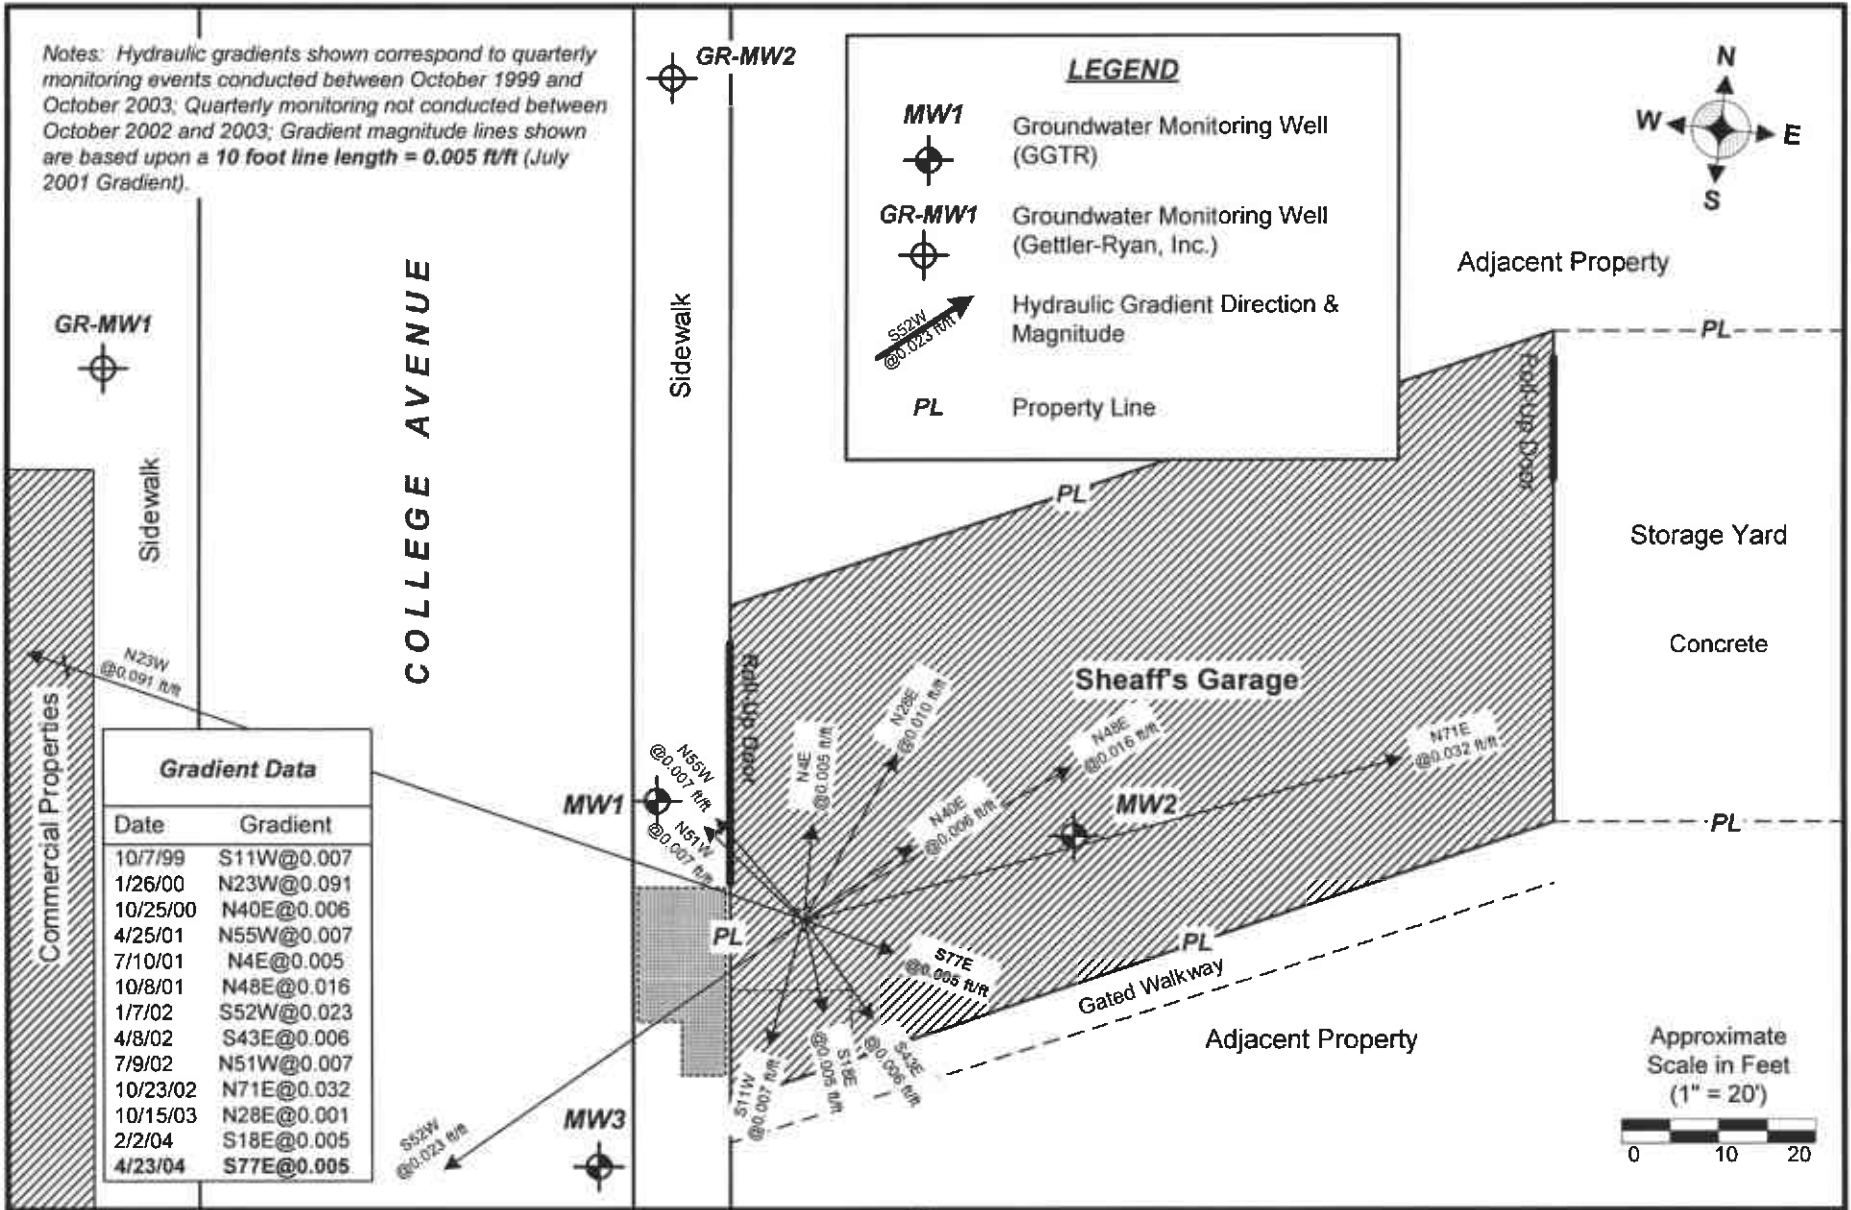 Notes: Hydraulic gradients shown correspond to quarterly
monitoring events conducted between October 1999 and
October 2003; Quarterly monitoring not conducted between
October 2002 and 2003; Gradient magnitude lines shown
are based upon a 10 foot line length = 0.005 ft/ft (July
2001 Gradient).
GR-MW2
LEGEND
MW1
Groundwater Monitoring Well
(GGTR)
GR-MW1
Groundwater Monitoring Well
(Gettler-Ryan, Inc.)
S52W
@0.023 ft/ft
Hydraulic Gradient Direction &
Magnitude
PL
Property Line
N
W
E
S
Adjacent Property
PL
GR-MW1
COLLEGE AVENUE
Sidewalk
Sidewalk
Roll-Up Door
PL
Storage Yard
Concrete
Sheaff's Garage
Roll-Up Door
Commercial Properties
N23W
@0.091 ft/ft
N55W
@0.007 ft/ft
N51W
@0.007 ft/ft
N4E
@0.005 ft/ft
N28E
@0.010 ft/ft
N40E
@0.006 ft/ft
N48E
@0.016 ft/ft
N71E
@0.032 ft/ft
MW1
MW2
PL
PL
PL
S77E
@0.005 ft/ft
Gated Walkway
Adjacent Property
S43E
@0.006 ft/ft
S18E
@0.005 ft/ft
S11W
@0.007 ft/ft
S52W
@0.023 ft/ft
MW3
Gradient Data
Date Gradient
10/7/99 S11W@0.007
1/26/00 N23W@0.091
10/25/00 N40E@0.006
4/25/01 N55W@0.007
7/10/01 N4E@0.005
10/8/01 N48E@0.016
1/7/02 S52W@0.023
4/8/02 S43E@0.006
7/9/02 N51W@0.007
10/23/02 N71E@0.032
10/15/03 N28E@0.001
2/2/04 S18E@0.005
4/23/04 S77E@0.005
Approximate
Scale in Feet
(1" = 20')
0 10 20